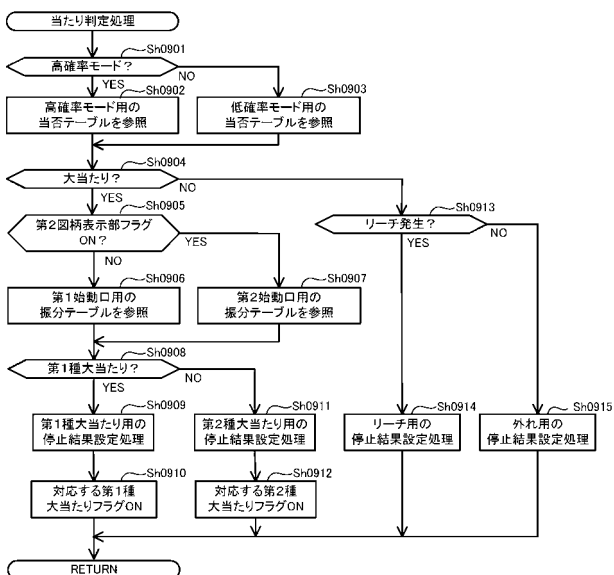 当たり判定処理
Sh0901
高確率モード？
YES
NO
Sh0902
高確率モード用の
当否テーブルを参照
Sh0903
低確率モード用の
当否テーブルを参照
Sh0904
大当たり？
YES
NO
Sh0905
第2図柄表示部フラグ
ON？
NO
YES
Sh0906
第1始動口用の
振分テーブルを参照
Sh0907
第2始動口用の
振分テーブルを参照
Sh0908
第1種大当たり？
YES
NO
Sh0909
第1種大当たり用の
停止結果設定処理
Sh0910
対応する第1種
大当たりフラグON
Sh0911
第2種大当たり用の
停止結果設定処理
Sh0912
対応する第2種
大当たりフラグON
Sh0913
リーチ発生？
YES
NO
Sh0914
リーチ用の
停止結果設定処理
Sh0915
外れ用の
停止結果設定処理
RETURN